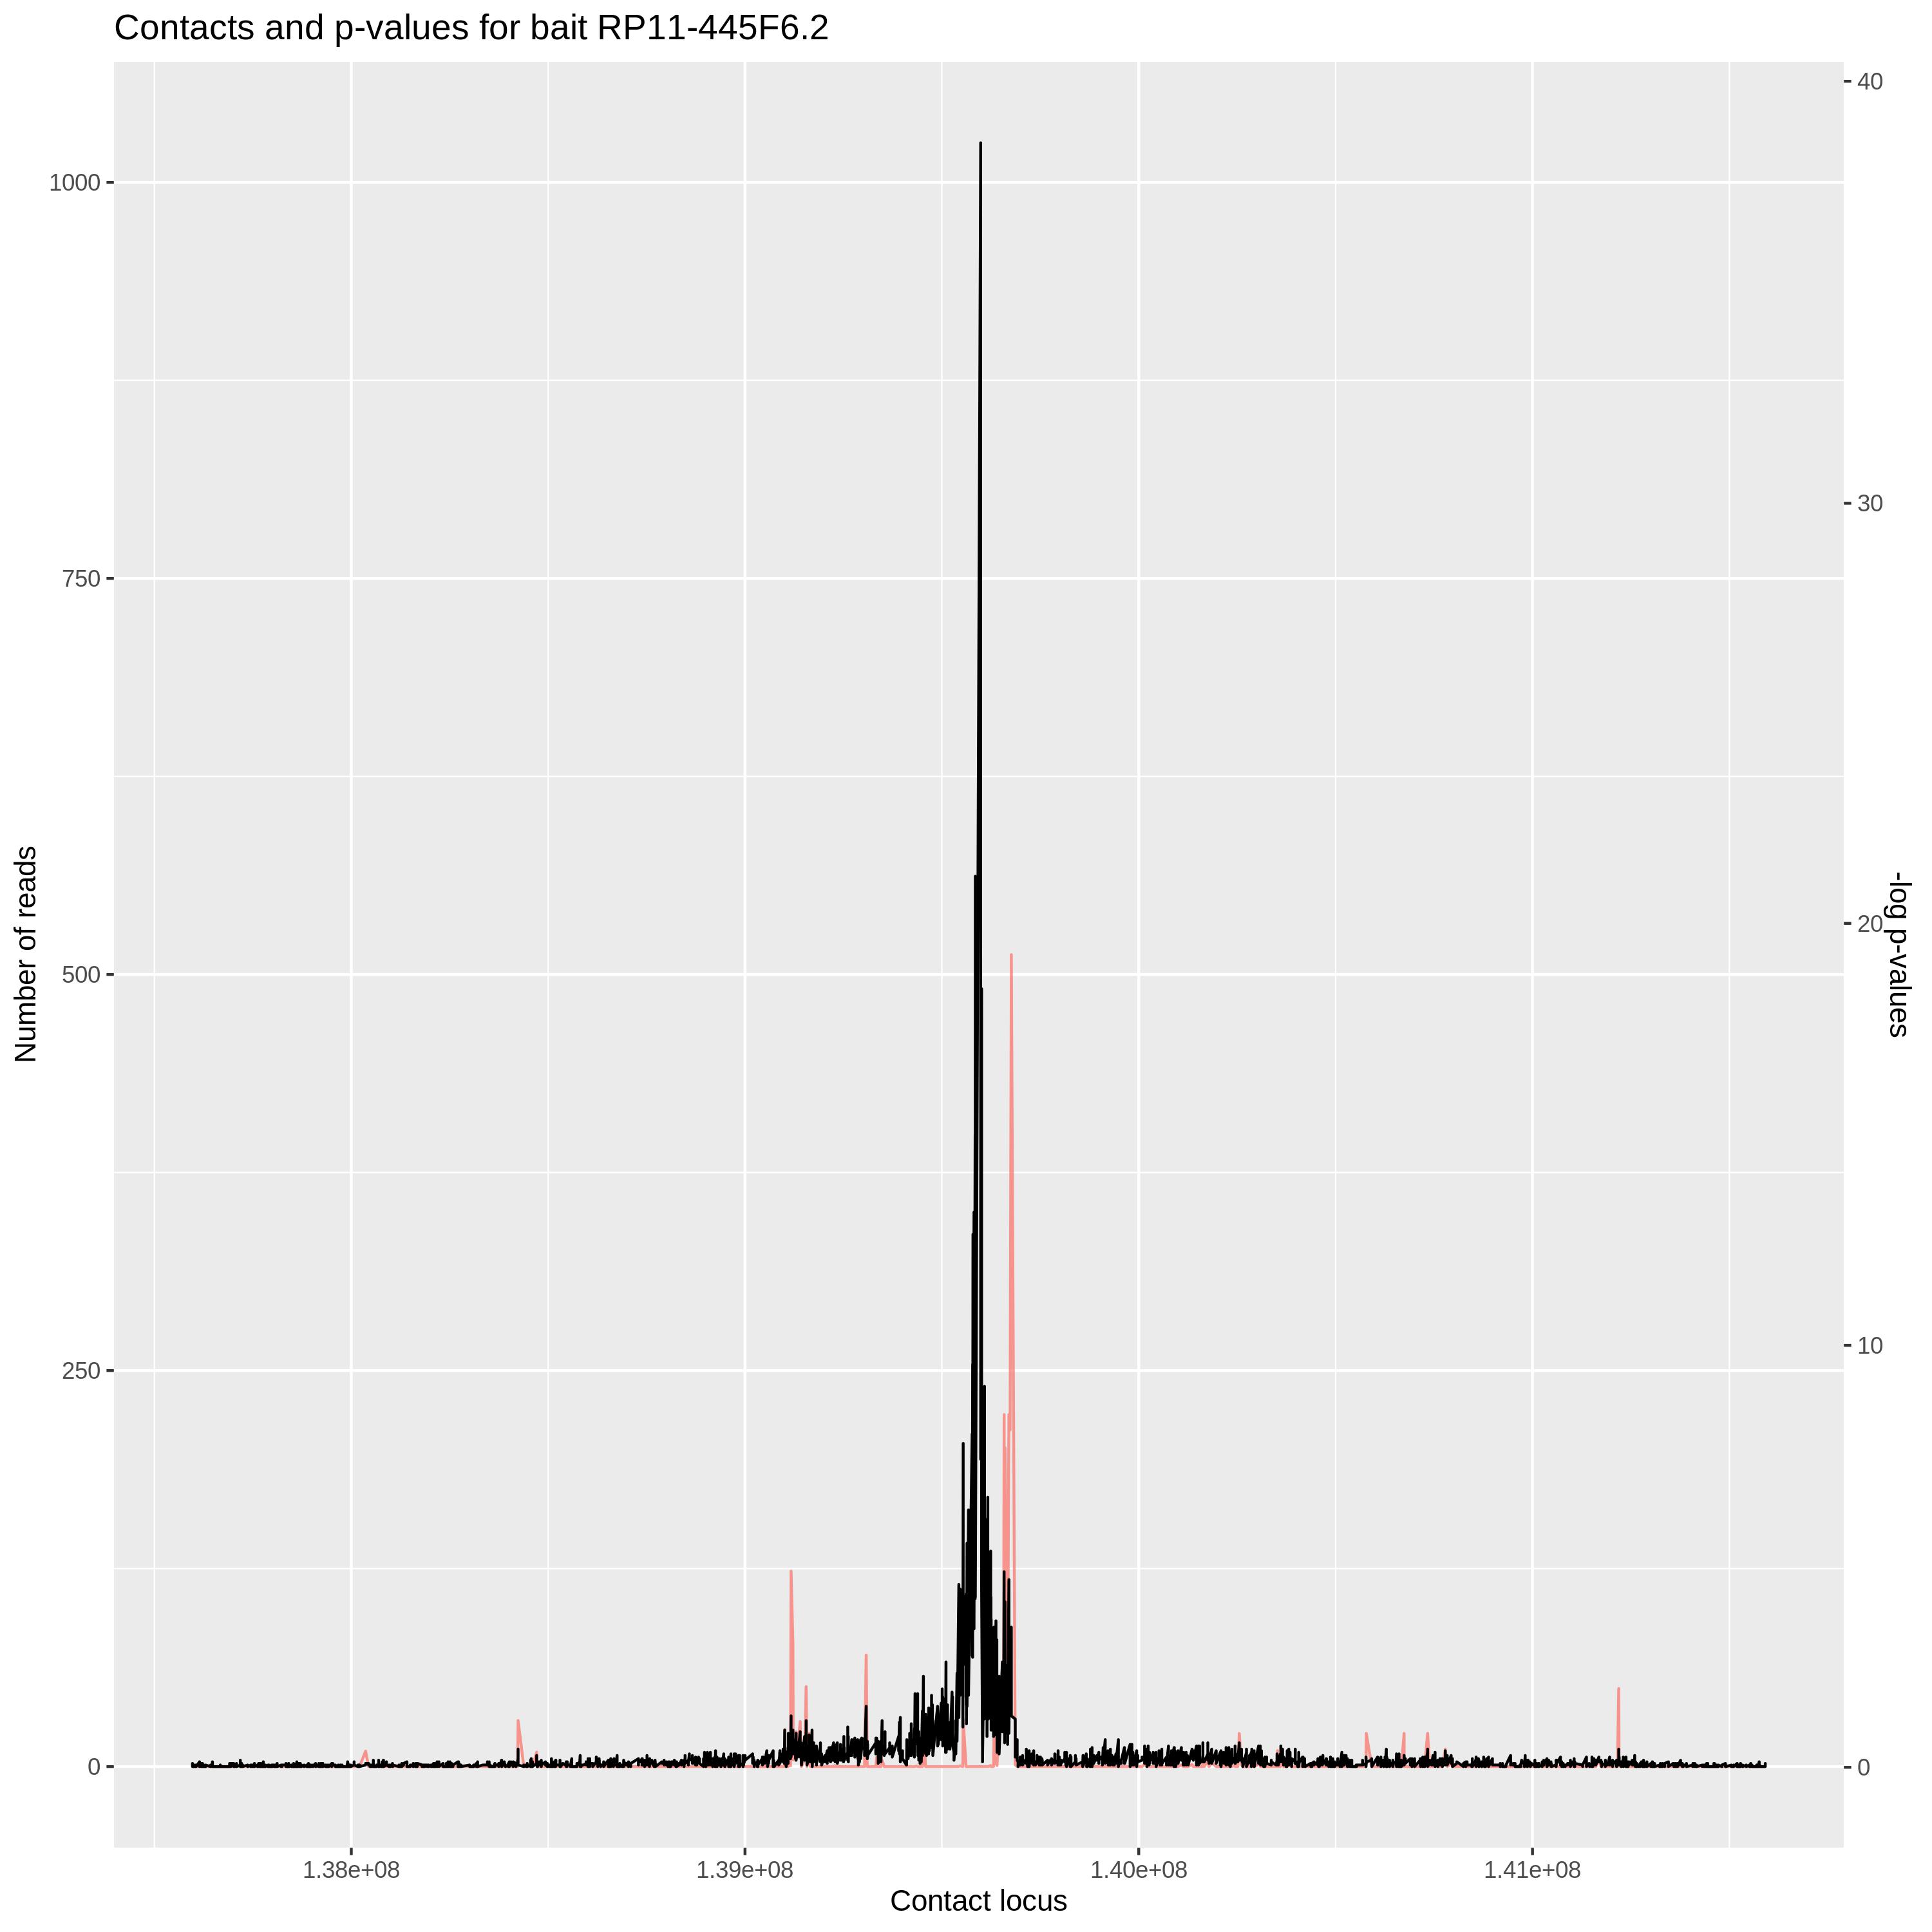 Contacts and p-values for bait RP11-445F6.2
Number of reads
1000
750
500
250
0
40
30
20
10
0
-log p-values
1.38e+08
1.39e+08
1.40e+08
1.41e+08
Contact locus